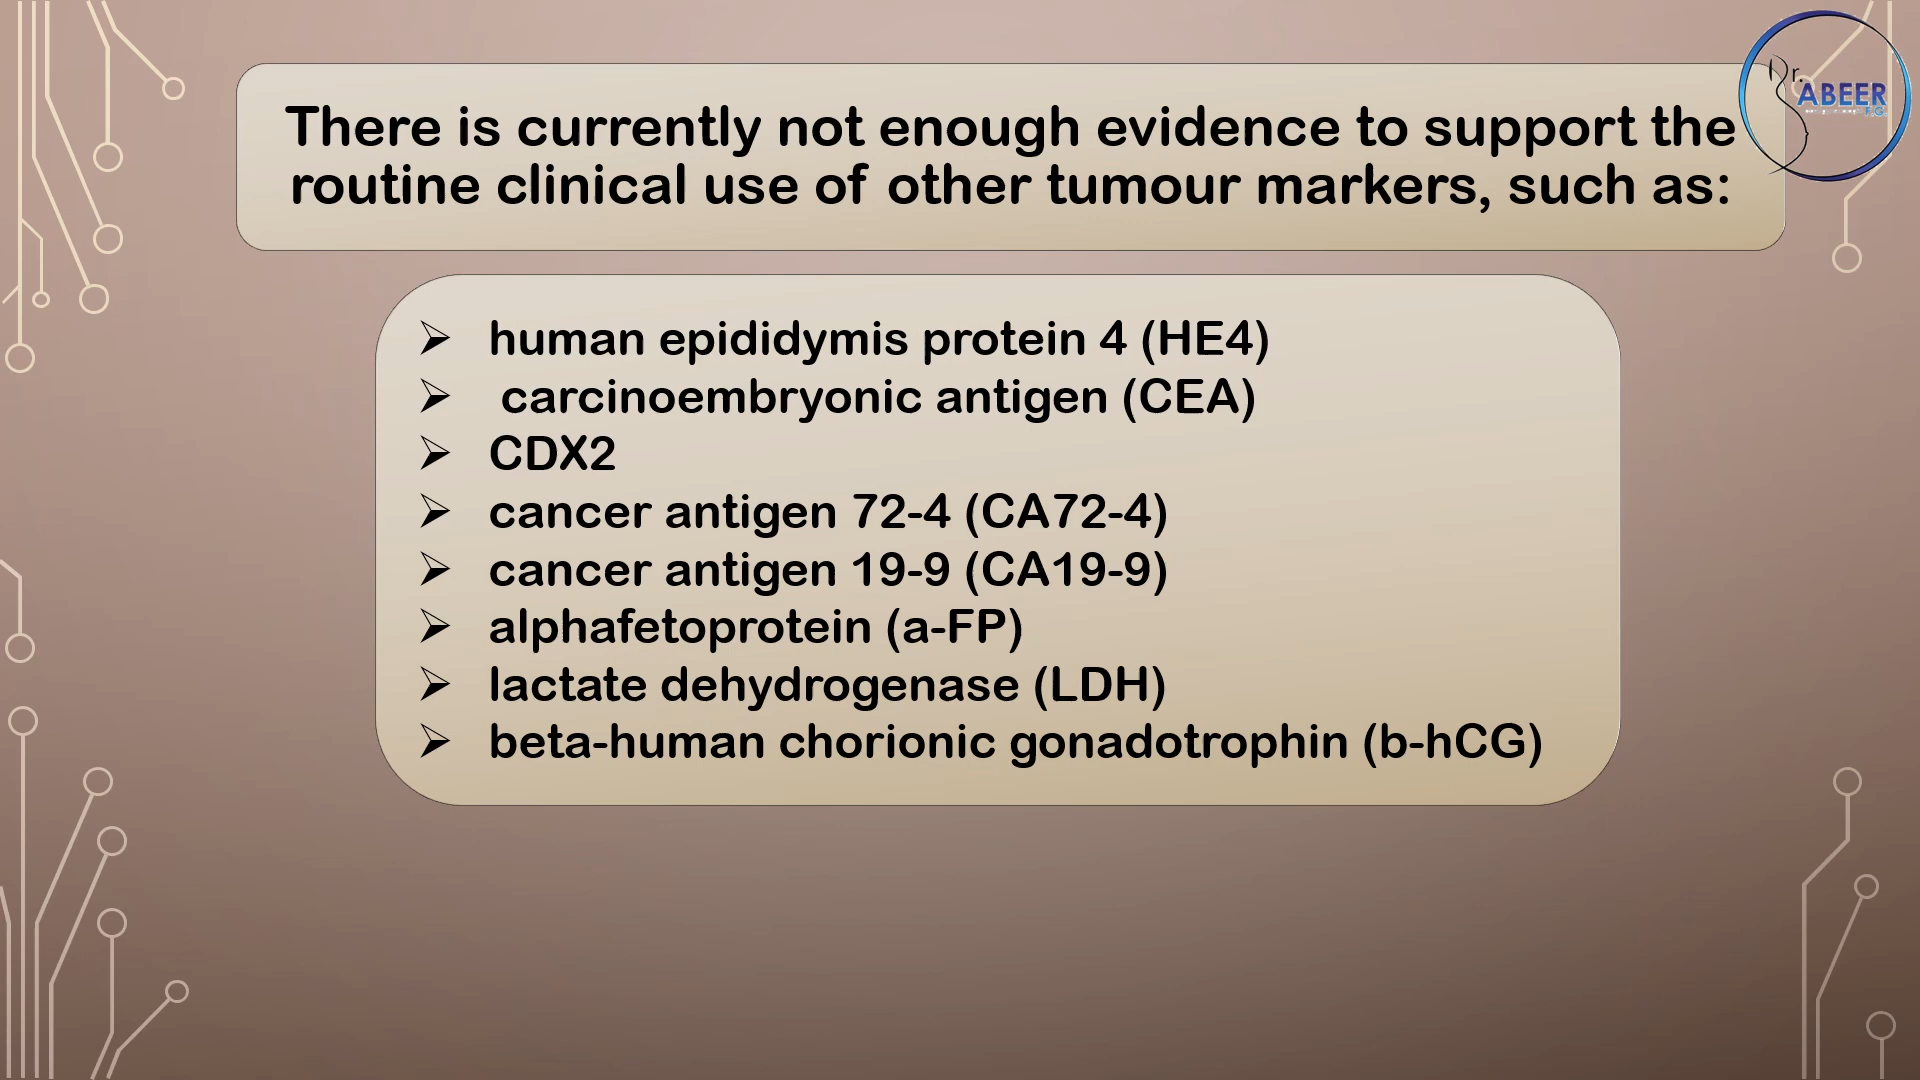 There is currently not enough evidence to support the
routine clinical use of other tumour markers, such as:
Dr.
ABEER
F.G.
➢ human epididymis protein 4 (HE4)
➢ carcinoembryonic antigen (CEA)
➢ CDX2
➢ cancer antigen 72-4 (CA72-4)
➢ cancer antigen 19-9 (CA19-9)
➢ alphafetoprotein (a-FP)
➢ lactate dehydrogenase (LDH)
➢ beta-human chorionic gonadotrophin (b-hCG)